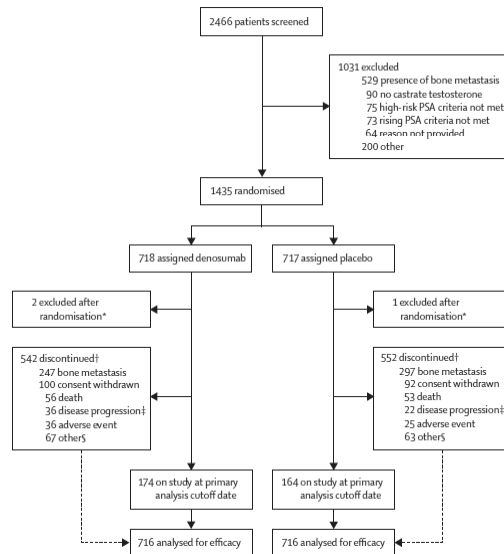 2466 patients screened
1031 excluded
529 presence of bone metastasis
90 no castrate testosterone
75 high-risk PSA criteria not met
73 rising PSA criteria not met
64 reason not provided
200 other
1435 randomised
718 assigned denosumab
717 assigned placebo
2 excluded after
randomisation*
1 excluded after
randomisation*
542 discontinued†
247 bone metastasis
100 consent withdrawn
56 death
36 disease progression‡
36 adverse event
67 other§
552 discontinued†
297 bone metastasis
92 consent withdrawn
53 death
22 disease progression‡
25 adverse event
63 other§
174 on study at primary
analysis cutoff date
164 on study at primary
analysis cutoff date
716 analysed for efficacy
716 analysed for efficacy